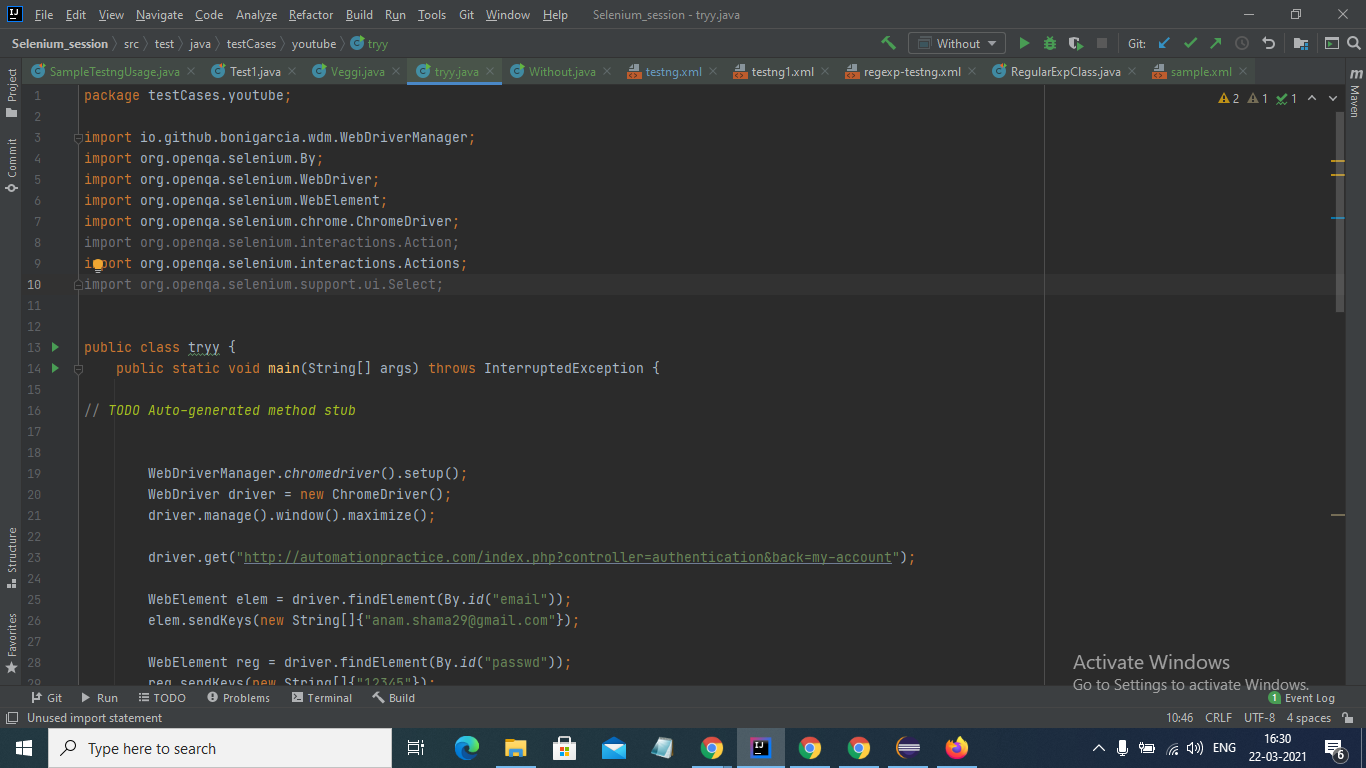 File Edit View Navigate Code Analyze Refactor Build Run Tools Git Window Help Selenium_session - tryy.java
Selenium_session src test java testCases youtube tryy Without Git:
SampleTestngUsage.java Test1.java Veggi.java tryy.java Without.java testng.xml testng1.xml regexp-testng.xml RegularExpClass.java sample.xml
Project
Commit
Structure
Favorites
m
Maven
2 1 1
1 package testCases.youtube;
2
3 import io.github.bonigarcia.wdm.WebDriverManager;
4 import org.openqa.selenium.By;
5 import org.openqa.selenium.WebDriver;
6 import org.openqa.selenium.WebElement;
7 import org.openqa.selenium.chrome.ChromeDriver;
8 import org.openqa.selenium.interactions.Action;
9 import org.openqa.selenium.interactions.Actions;
10 import org.openqa.selenium.support.ui.Select;
11
12
13 public class tryy {
14 public static void main(String[] args) throws InterruptedException {
15
16 // TODO Auto-generated method stub
17
18
19 WebDriverManager.chromedriver().setup();
20 WebDriver driver = new ChromeDriver();
21 driver.manage().window().maximize();
22
23 driver.get("http://automationpractice.com/index.php?controller=authentication&back=my-account");
24
25 WebElement elem = driver.findElement(By.id("email"));
26 elem.sendKeys(new String[]{"anam.shama29@gmail.com"});
27
28 WebElement reg = driver.findElement(By.id("passwd"));
29 reg.sendKeys(new String[]{"12345"});
Activate Windows
Go to Settings to activate Windows.
Git Run TODO Problems Terminal Build 1 Event Log
Unused import statement 10:46 CRLF UTF-8 4 spaces
Type here to search ENG 16:30
22-03-2021 6